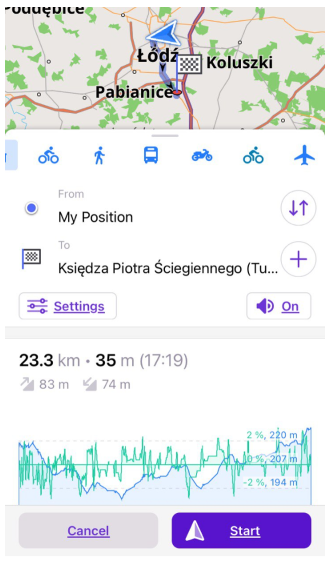 Poddębice
Łódź
Koluszki
Pabianice
From
My Position
To
Księdza Piotra Ściegiennego (Tu...
Settings
On
23.3 km • 35 m (17:19)
83 m 74 m
2 %, 220 m
0 %, 207 m
-2 %, 194 m
Cancel
Start